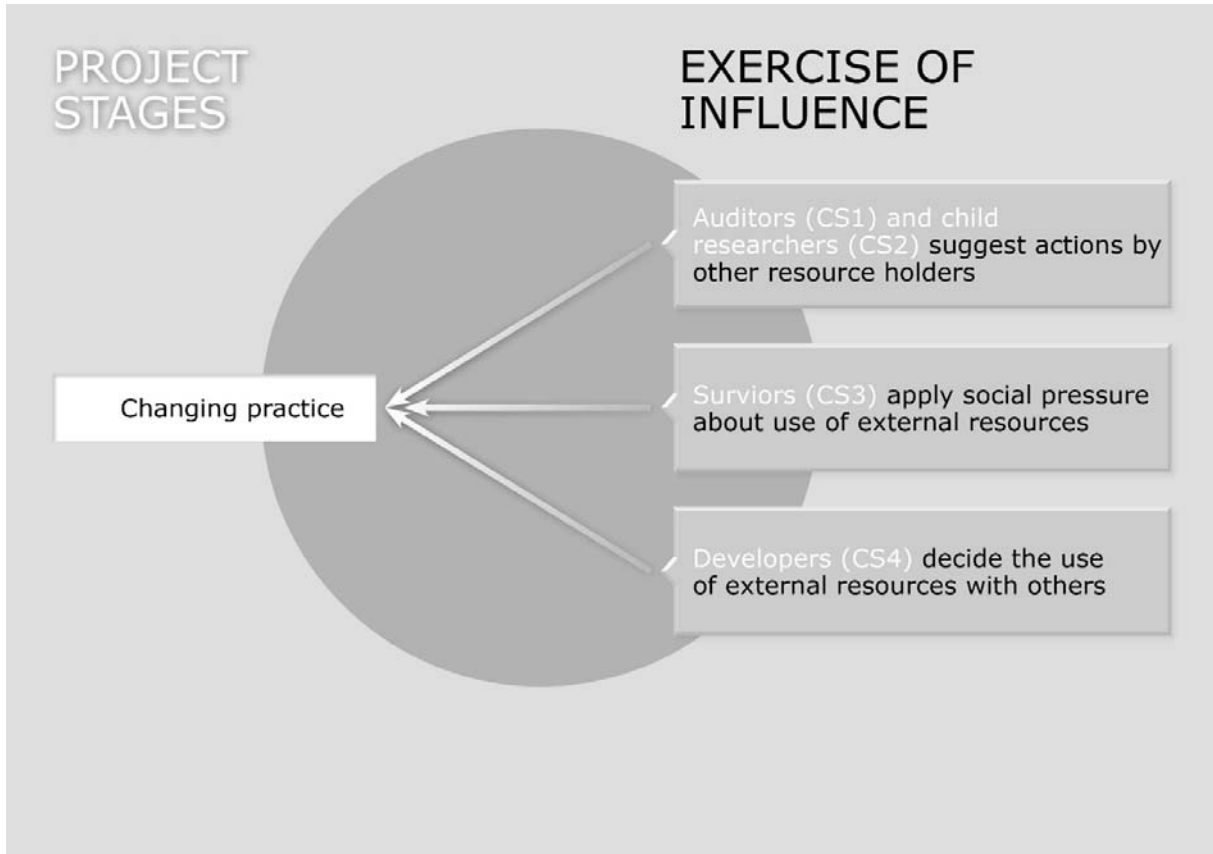 PROJECT
STAGES
EXERCISE OF
INFLUENCE
Auditors (CS1) and child
researchers (CS2) suggest actions by
other resource holders
Changing practice
Surviors (CS3) apply social pressure
about use of external resources
Developers (CS4) decide the use
of external resources with others